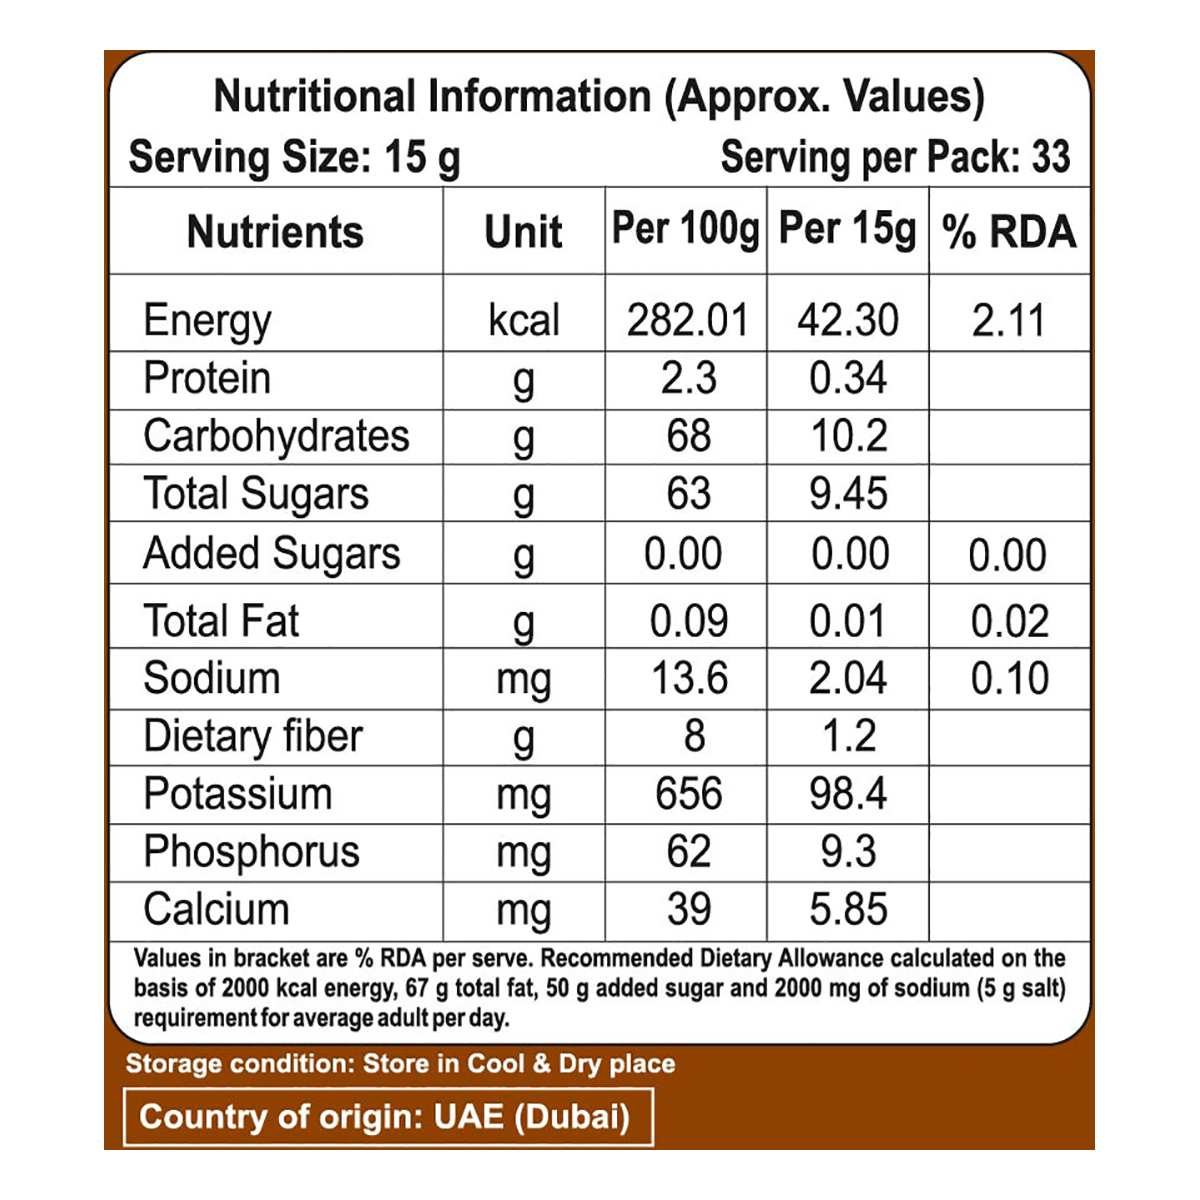 Nutritional Information (Approx. Values)
Serving Size: 15 g Serving per Pack: 33
Nutrients Unit Per 100g Per 15g % RDA
Energy kcal 282.01 42.30 2.11
Protein g 2.3 0.34
Carbohydrates g 68 10.2
Total Sugars g 63 9.45
Added Sugars g 0.00 0.00 0.00
Total Fat g 0.09 0.01 0.02
Sodium mg 13.6 2.04 0.10
Dietary fiber g 8 1.2
Potassium mg 656 98.4
Phosphorus mg 62 9.3
Calcium mg 39 5.85
Values in bracket are % RDA per serve. Recommended Dietary Allowance calculated on the
basis of 2000 kcal energy, 67 g total fat, 50 g added sugar and 2000 mg of sodium (5 g salt)
requirement for average adult per day.
Storage condition: Store in Cool & Dry place
Country of origin: UAE (Dubai)